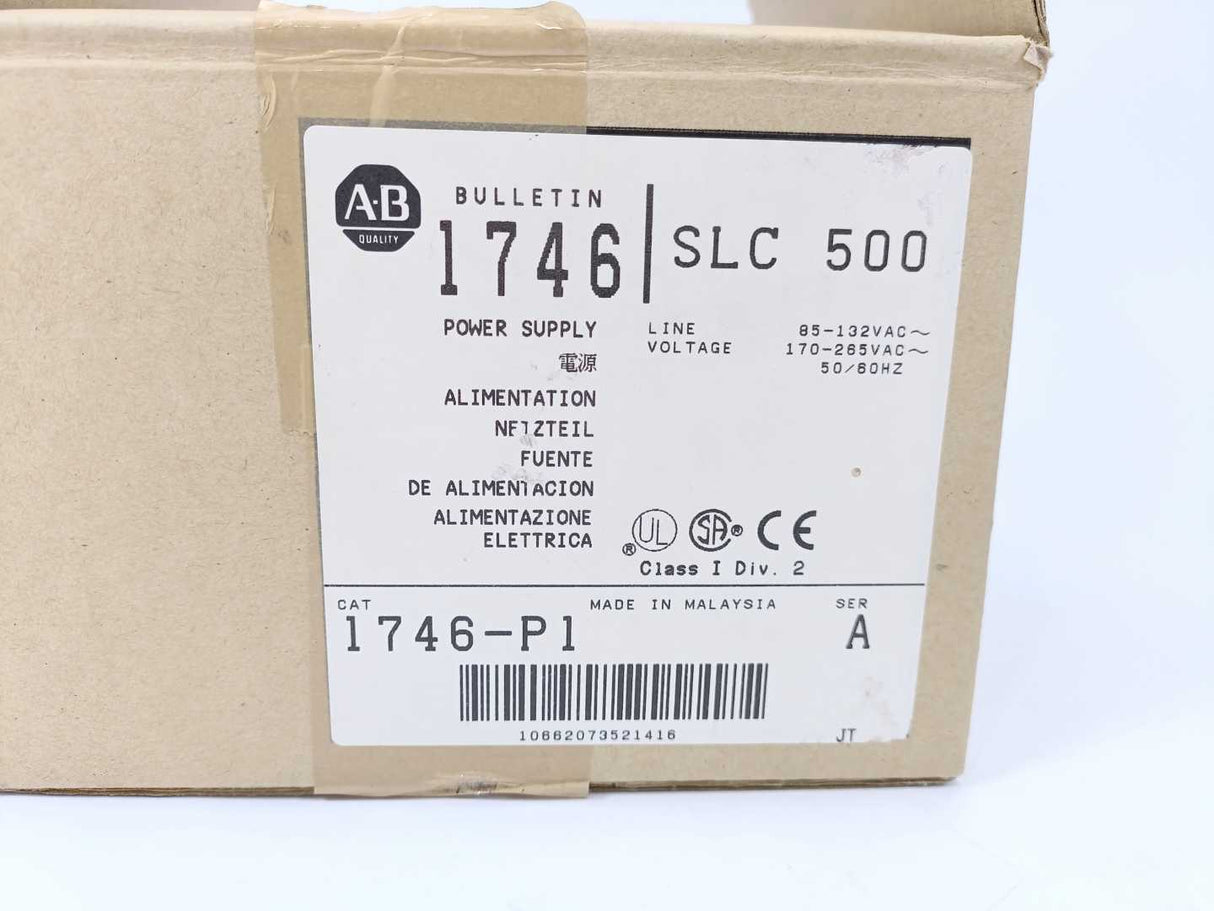 A-B
QUALITY
BULLETIN
1746
SLC 500
POWER SUPPLY
電源
ALIMENTATION
NETZTEIL
FUENTE
DE ALIMENTACION
ALIMENTAZIONE
ELETTRICA
LINE 85-132VAC~
VOLTAGE 170-265VAC~
50/60HZ
UL ® SA ® CE
Class I Div. 2
CAT MADE IN MALAYSIA SER
1746-P1 A
10662073521416
JT